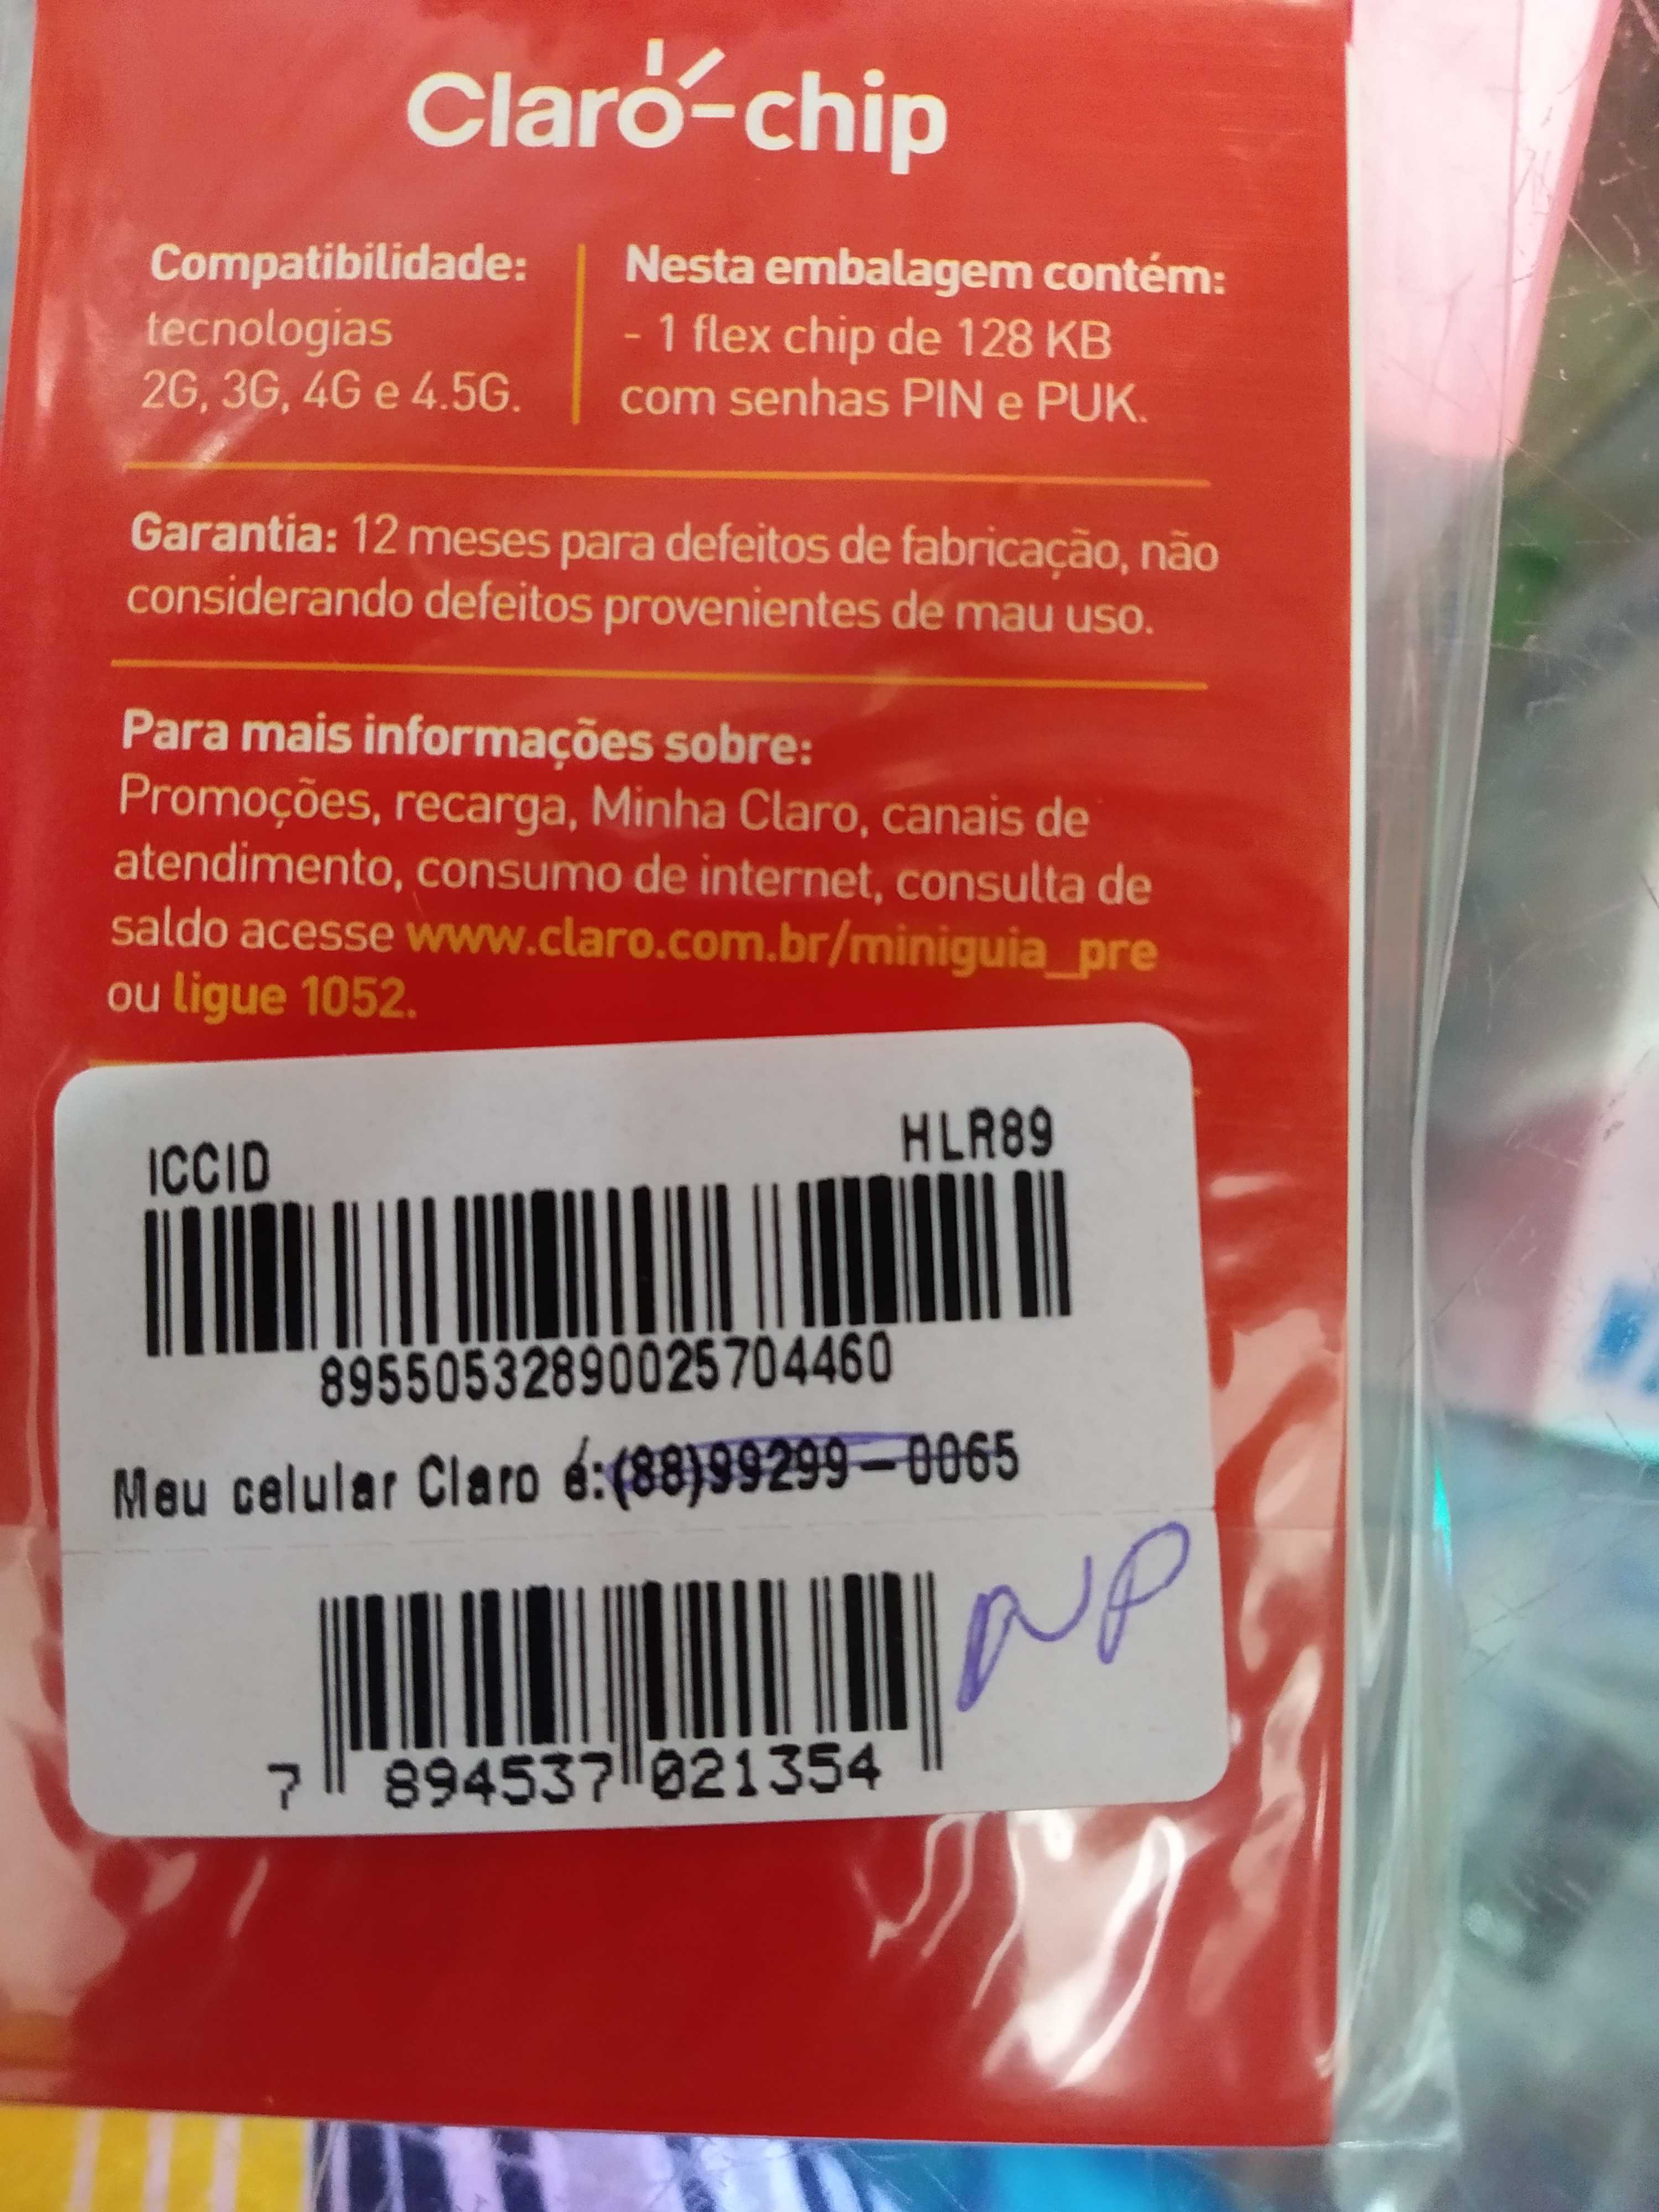 Claro-chip
Compatibilidade:
tecnologias
2G, 3G, 4G e 4.5G.
Nesta embalagem contém:
- 1 flex chip de 128 KB
com senhas PIN e PUK.
Garantia: 12 meses para defeitos de fabricação, não
considerando defeitos provenientes de mau uso.
Para mais informações sobre:
Promoções, recarga, Minha Claro, canais de
atendimento, consumo de internet, consulta de
saldo acesse www.claro.com.br/miniguia_pre
ou ligue 1052.
ICCID
HLR89
89550532890025704460
Meu celular Claro é:(88)99299-0065
NP
7 894537 021354